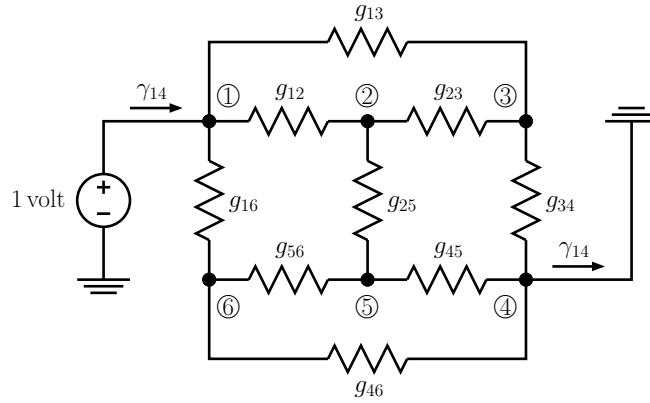 g₁₃
γ₁₄ ① g₁₂ ② g₂₃ ③
1 volt + − g₁₆ g₂₅ g₃₄
g₅₆ g₄₅ γ₁₄
⑥ ⑤ ④
g₄₆